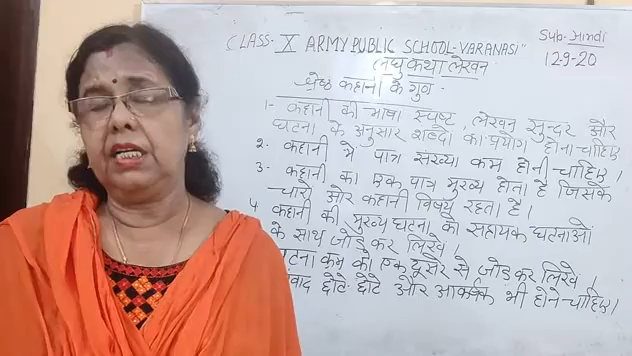 CLASS- X ARMY PUBLIC SCHOOL-VARANASI"
Sub- Hindi
12-9-20
लघु कथा लेखन
श्रेष्ठ कहानी के गुण
1- कहानी की भाषा स्पष्ट लेखन सुन्दर और
घटना के अनुसार शब्दों का प्रयोग होना चाहिए
2- कहानी में पात्र संख्या कम होनी चाहिए।
3- कहानी का एक पात्र मुख्य होता है जिसके
चारो और कहानी विषय रहता है।
4 कहानी की मुख्य घटना को सहायक घटनाओं
के साथ जोड़ कर लिखें।
घटना क्रम को एक दूसरे से जोड़ कर लिखें।
वाद छोटे छोटे और आकर्षक भी होने चाहिए।